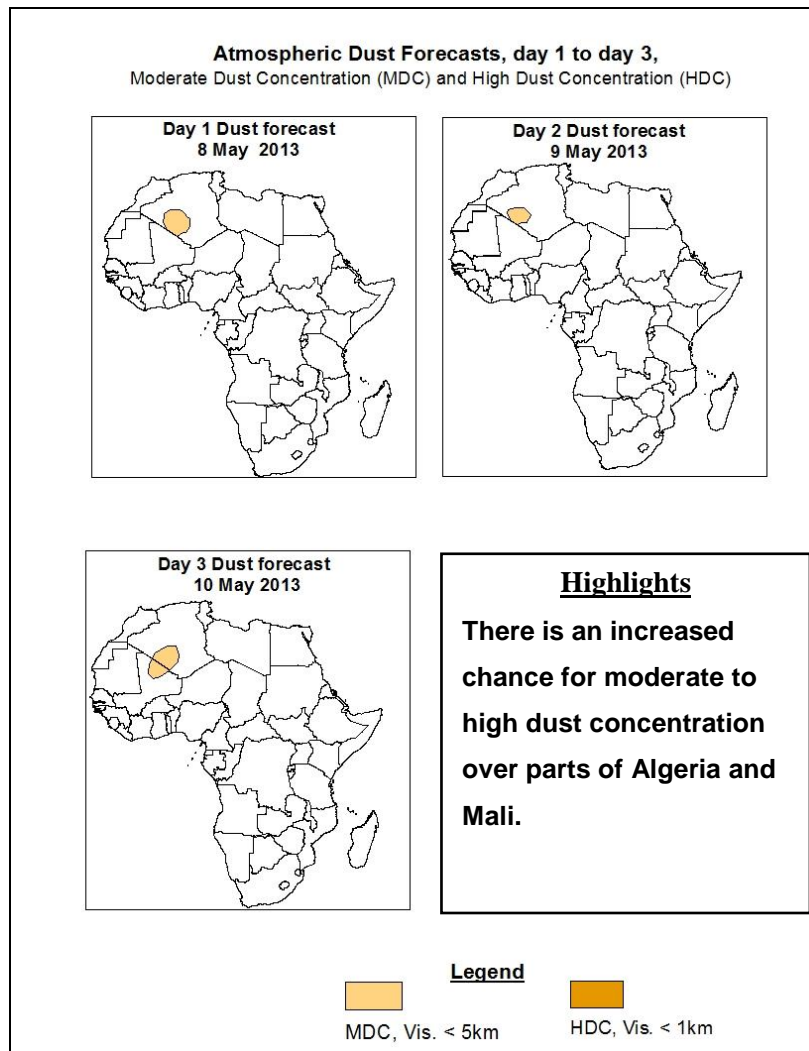 Atmospheric Dust Forecasts, day 1 to day 3,
Moderate Dust Concentration (MDC) and High Dust Concentration (HDC)
Day 1 Dust forecast
8 May 2013
Day 2 Dust forecast
9 May 2013
Day 3 Dust forecast
10 May 2013
Highlights
There is an increased
chance for moderate to
high dust concentration
over parts of Algeria and
Mali.
Legend
MDC, Vis. < 5km
HDC, Vis. < 1km